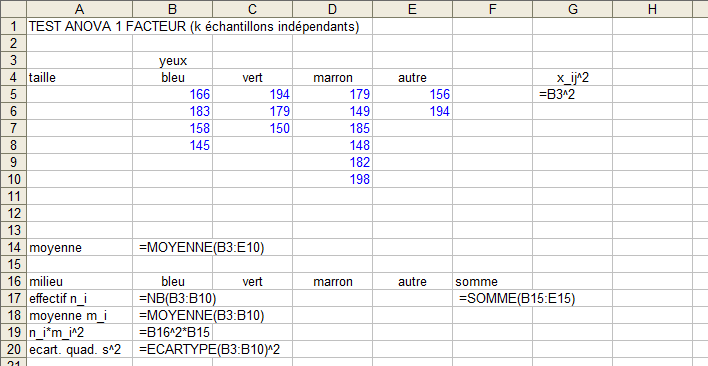 A B C D E F G H
1 TEST ANOVA 1 FACTEUR (k échantillons indépendants)
2
3 yeux
4 taille bleu vert marron autre x_ij^2
5 166 194 179 156 =B3^2
6 183 179 149 194
7 158 150 185
8 145 148
9 182
10 198
11
12
13
14 moyenne =MOYENNE(B3:E10)
15
16 milieu bleu vert marron autre somme
17 effectif n_i =NB(B3:B10) =SOMME(B15:E15)
18 moyenne m_i =MOYENNE(B3:B10)
19 n_i*m_i^2 =B16^2*B15
20 ecart. quad. s^2 =ECARTYPE(B3:B10)^2